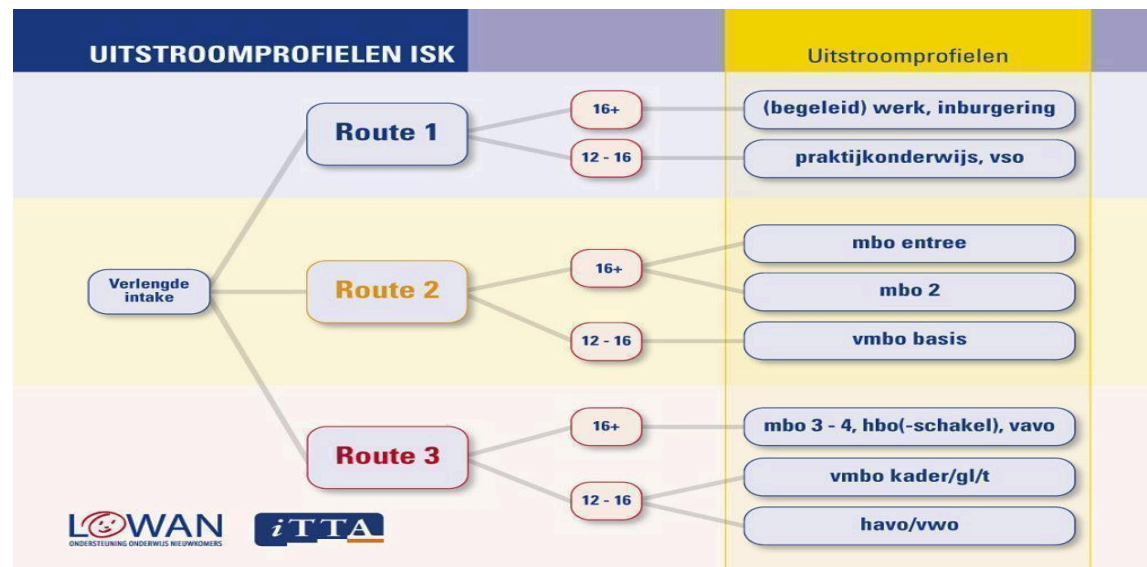 UITSTROOMPROFIELEN ISK
Uitstroomprofielen
Route 1
16+
(begeleid) werk, inburgering
12 - 16
praktijkonderwijs, vso
Verlengde
intake
Route 2
16+
mbo entree
mbo 2
12 - 16
vmbo basis
Route 3
16+
mbo 3 - 4, hbo(-schakel), vavo
12 - 16
vmbo kader/gl/t
havo/vwo
LOWAN
ONDERSTEUNING ONDERWIJS NIEUWKOMERS
iTTA